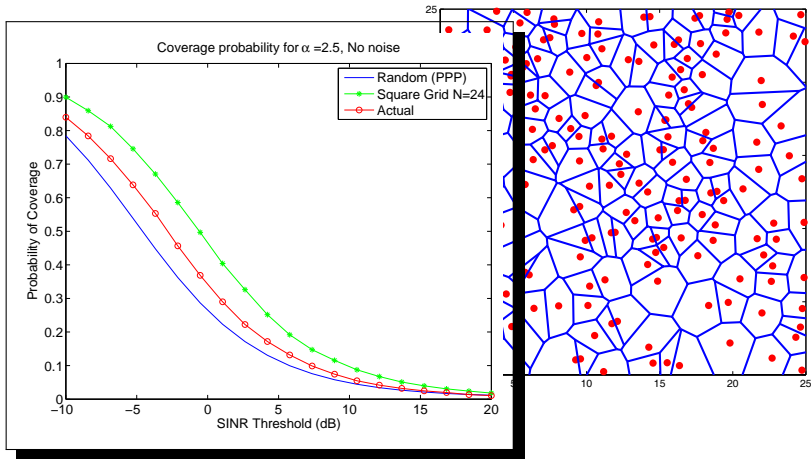 Coverage probability for α =2.5, No noise
Random (PPP)
Square Grid N=24
Actual
Probability of Coverage
1
0.9
0.8
0.7
0.6
0.5
0.4
0.3
0.2
0.1
0
−10 −5 0 5 10 15 20
SINR Threshold (dB)
25
5 10 15 20 25